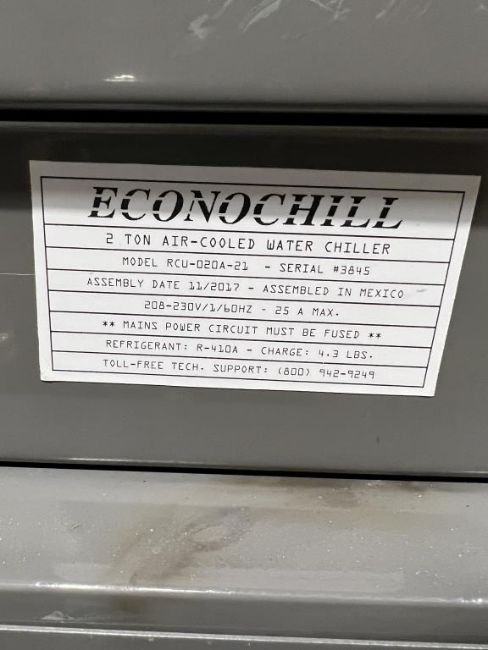 ECONOCHILL
2 TON AIR-COOLED WATER CHILLER
MODEL RCU-020A-21 - SERIAL #3845
ASSEMBLY DATE 11/2017 - ASSEMBLED IN MEXICO
208-230V/1/60HZ - 25 A MAX.
** MAINS POWER CIRCUIT MUST BE FUSED **
REFRIGERANT: R-410A - CHARGE: 4.3 LBS.
TOLL-FREE TECH. SUPPORT: (800) 942-9249